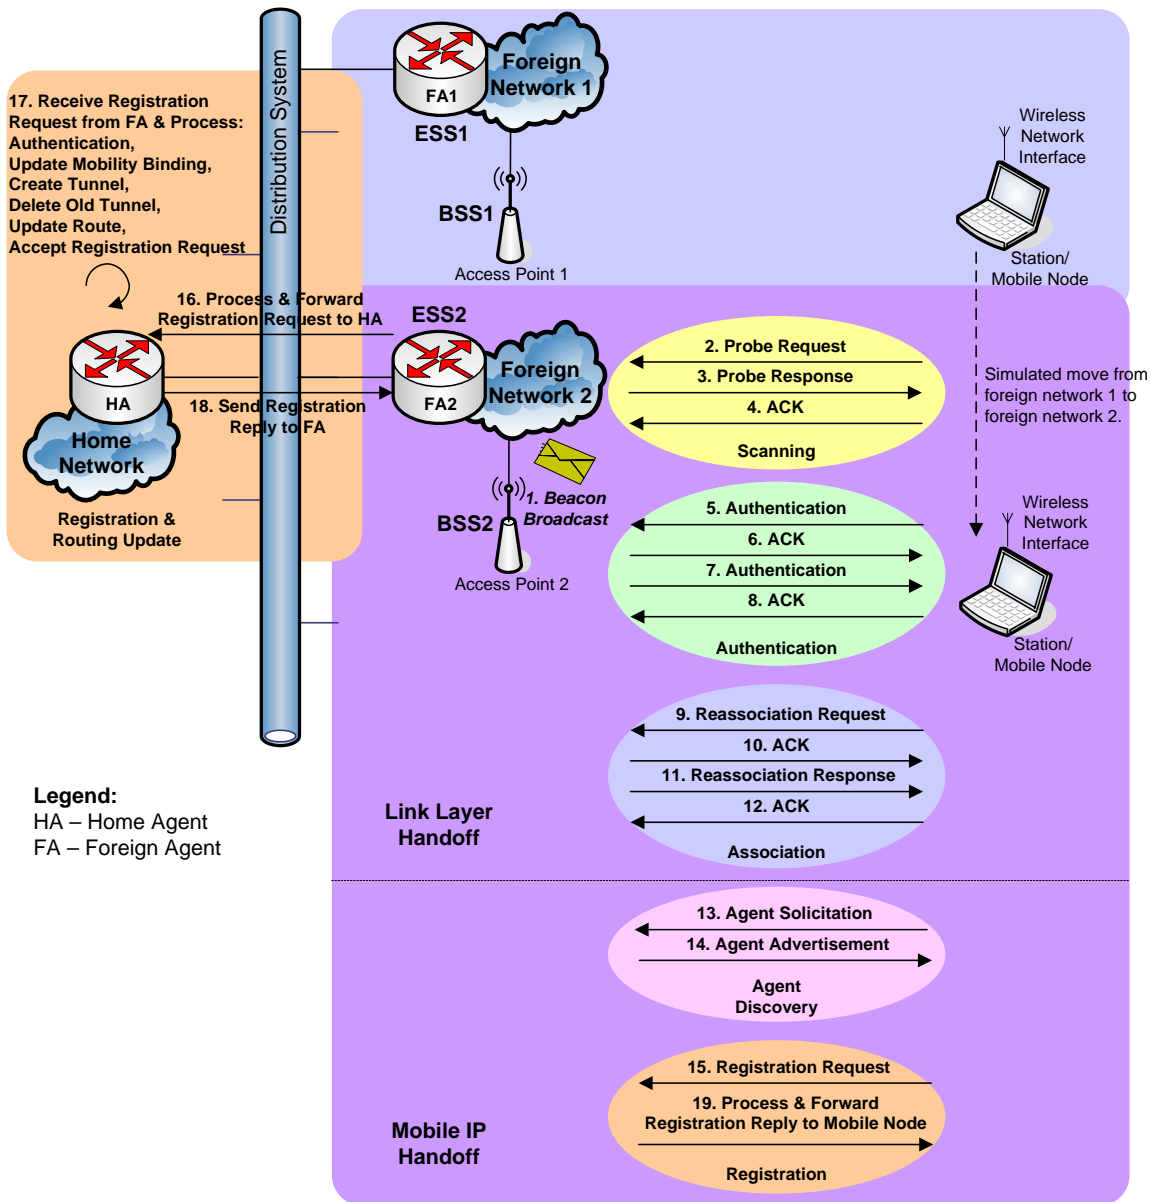 17. Receive Registration
Request from FA & Process:
Authentication,
Update Mobility Binding,
Create Tunnel,
Delete Old Tunnel,
Update Route,
Accept Registration Request
Distribution System
FA1
Foreign
Network 1
ESS1
BSS1
Access Point 1
Wireless
Network
Interface
Station/
Mobile Node
16. Process & Forward
Registration Request to HA
HA
Home
Network
18. Send Registration
Reply to FA
Registration &
Routing Update
ESS2
FA2
Foreign
Network 2
1. Beacon
Broadcast
BSS2
Access Point 2
2. Probe Request
3. Probe Response
4. ACK
Scanning
Simulated move from
foreign network 1 to
foreign network 2.
5. Authentication
6. ACK
7. Authentication
8. ACK
Authentication
Wireless
Network
Interface
Station/
Mobile Node
9. Reassociation Request
10. ACK
11. Reassociation Response
12. ACK
Association
Link Layer
Handoff
Legend:
HA – Home Agent
FA – Foreign Agent
13. Agent Solicitation
14. Agent Advertisement
Agent
Discovery
15. Registration Request
19. Process & Forward
Registration Reply to Mobile Node
Registration
Mobile IP
Handoff